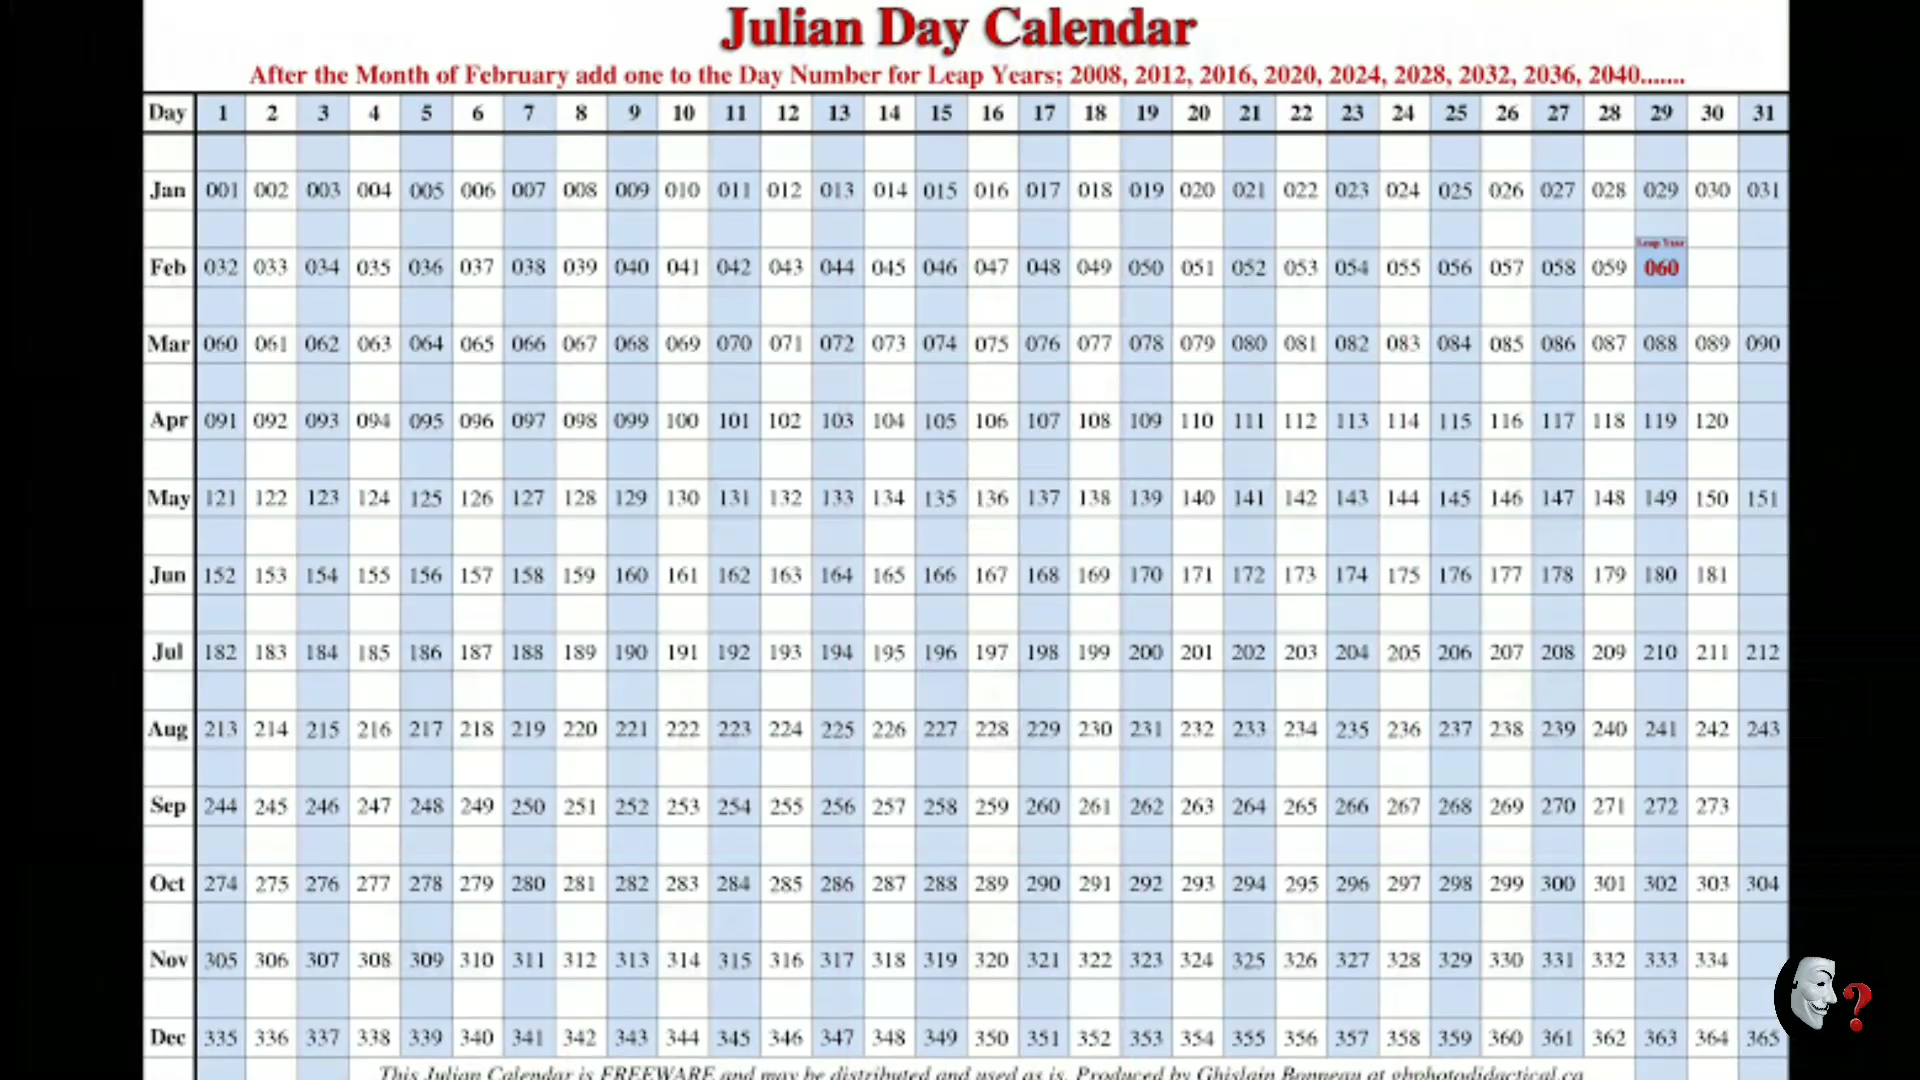 Julian Day Calendar
After the Month of February add one to the Day Number for Leap Years; 2008, 2012, 2016, 2020, 2024, 2028, 2032, 2036, 2040.......
Day 1 2 3 4 5 6 7 8 9 10 11 12 13 14 15 16 17 18 19 20 21 22 23 24 25 26 27 28 29 30 31
Jan 001 002 003 004 005 006 007 008 009 010 011 012 013 014 015 016 017 018 019 020 021 022 023 024 025 026 027 028 029 030 031
Leap Year
Feb 032 033 034 035 036 037 038 039 040 041 042 043 044 045 046 047 048 049 050 051 052 053 054 055 056 057 058 059 060
Mar 060 061 062 063 064 065 066 067 068 069 070 071 072 073 074 075 076 077 078 079 080 081 082 083 084 085 086 087 088 089 090
Apr 091 092 093 094 095 096 097 098 099 100 101 102 103 104 105 106 107 108 109 110 111 112 113 114 115 116 117 118 119 120
May 121 122 123 124 125 126 127 128 129 130 131 132 133 134 135 136 137 138 139 140 141 142 143 144 145 146 147 148 149 150 151
Jun 152 153 154 155 156 157 158 159 160 161 162 163 164 165 166 167 168 169 170 171 172 173 174 175 176 177 178 179 180 181
Jul 182 183 184 185 186 187 188 189 190 191 192 193 194 195 196 197 198 199 200 201 202 203 204 205 206 207 208 209 210 211 212
Aug 213 214 215 216 217 218 219 220 221 222 223 224 225 226 227 228 229 230 231 232 233 234 235 236 237 238 239 240 241 242 243
Sep 244 245 246 247 248 249 250 251 252 253 254 255 256 257 258 259 260 261 262 263 264 265 266 267 268 269 270 271 272 273
Oct 274 275 276 277 278 279 280 281 282 283 284 285 286 287 288 289 290 291 292 293 294 295 296 297 298 299 300 301 302 303 304
Nov 305 306 307 308 309 310 311 312 313 314 315 316 317 318 319 320 321 322 323 324 325 326 327 328 329 330 331 332 333 334
Dec 335 336 337 338 339 340 341 342 343 344 345 346 347 348 349 350 351 352 353 354 355 356 357 358 359 360 361 362 363 364 365
This Julian Calendar is FREEWARE and may be distributed and used as is. Produced by Ghislain Bonneau at gbphotodidactical.ca
?